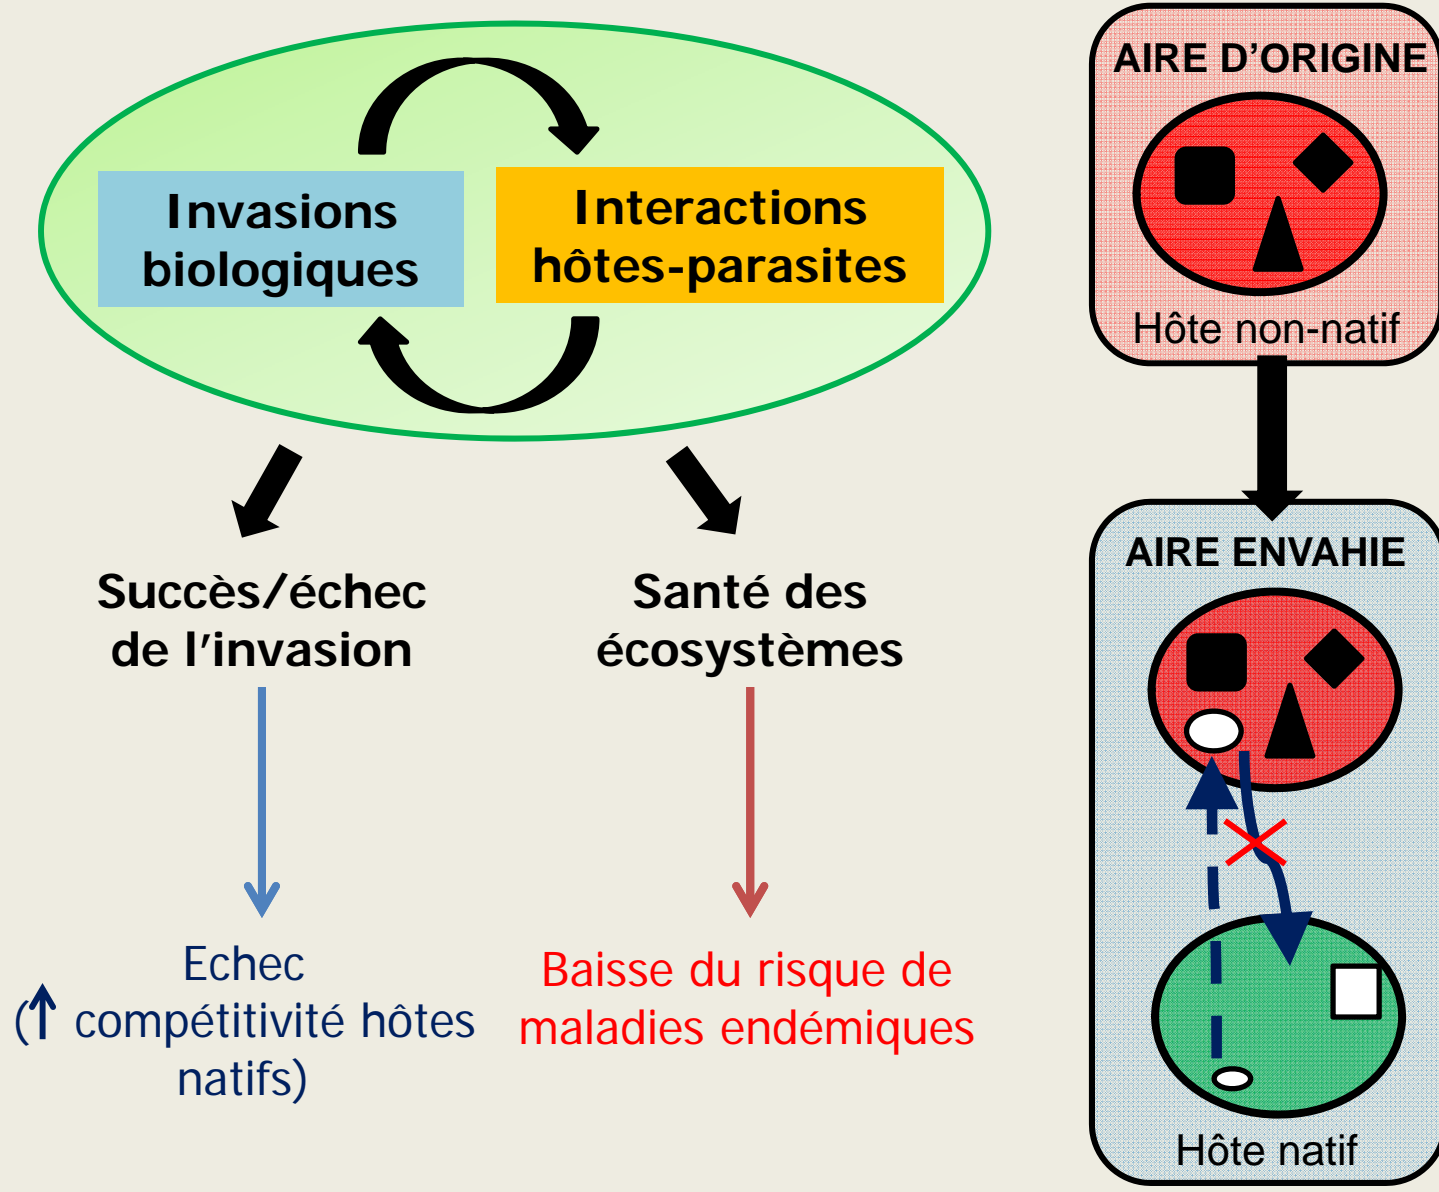 Invasions
biologiques
Interactions
hôtes-parasites
Succès/échec
de l'invasion
Santé des
écosystèmes
Echec
(↑ compétitivité hôtes
natifs)
Baisse du risque de
maladies endémiques
AIRE D'ORIGINE
Hôte non-natif
AIRE ENVAHIE
Hôte natif